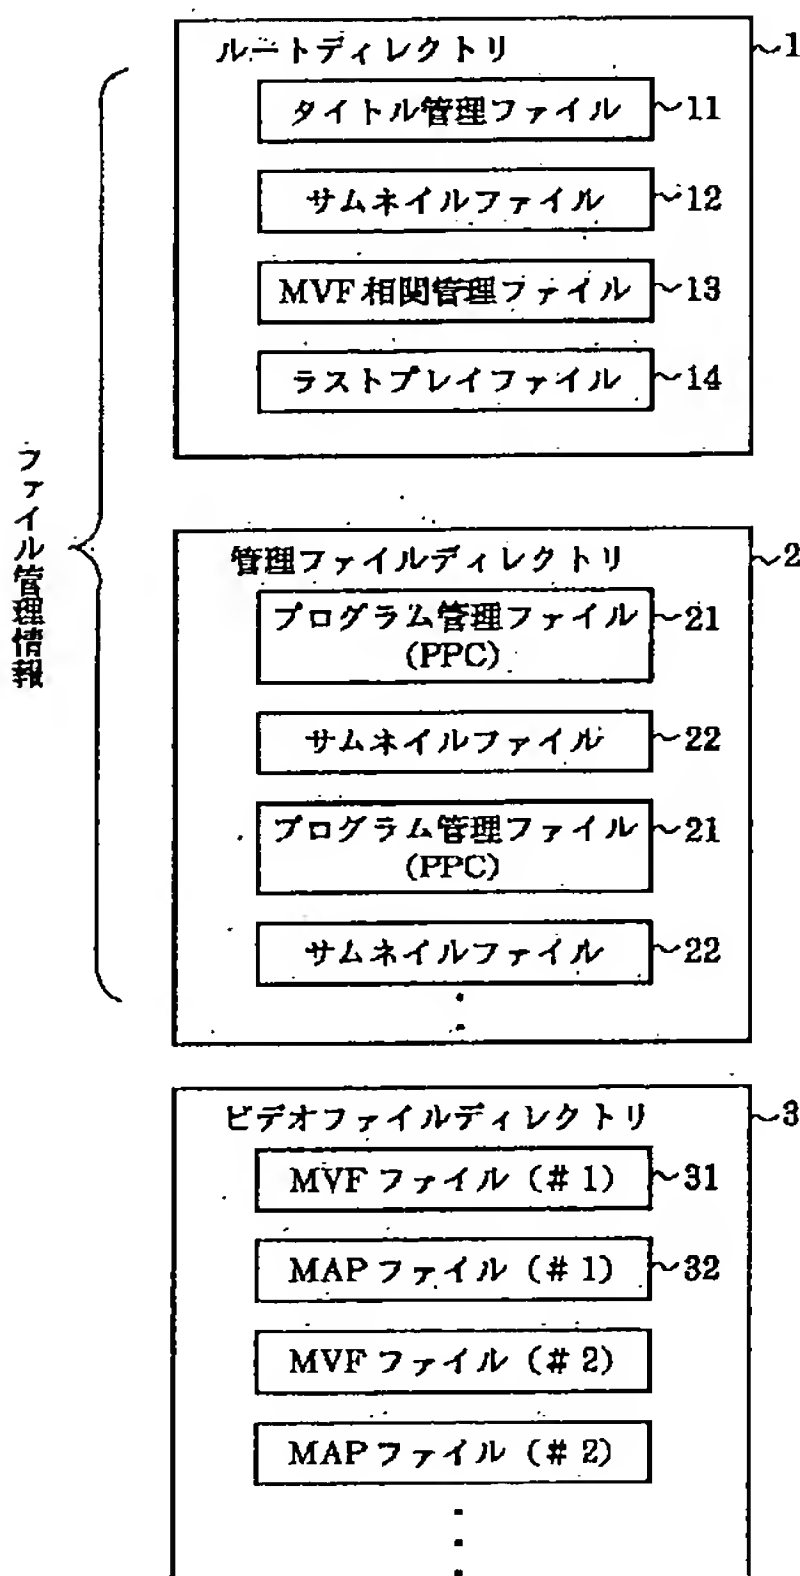 ルートディレクトリ
~1
タイトル管理ファイル
~11
サムネイルファイル
~12
MVF相関管理ファイル
~13
ラストプレイファイル
~14
ファイル管理情報
管理ファイルディレクトリ
~2
プログラム管理ファイル
(PPC)
~21
サムネイルファイル
~22
プログラム管理ファイル
(PPC)
~21
サムネイルファイル
~22
ビデオファイルディレクトリ
~3
MVFファイル(#1)
~31
MAPファイル(#1)
~32
MVFファイル(#2)
MAPファイル(#2)